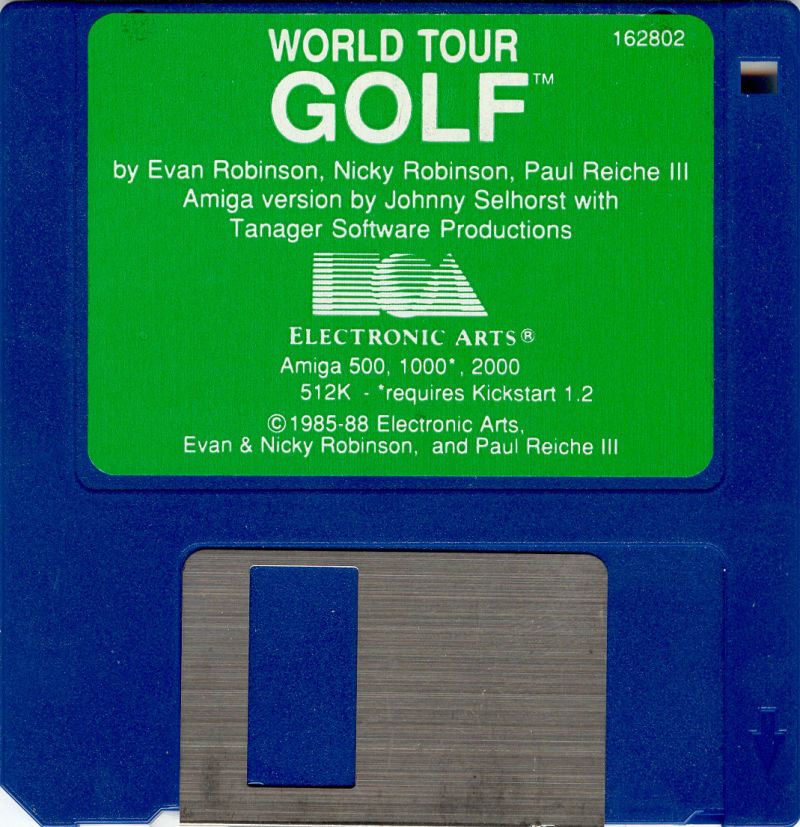 WORLD TOUR 162802
GOLF™
by Evan Robinson, Nicky Robinson, Paul Reiche III
Amiga version by Johnny Selhorst with
Tanager Software Productions
ELECTRONIC ARTS®
Amiga 500, 1000*, 2000
512K - *requires Kickstart 1.2
©1985-88 Electronic Arts,
Evan & Nicky Robinson, and Paul Reiche III